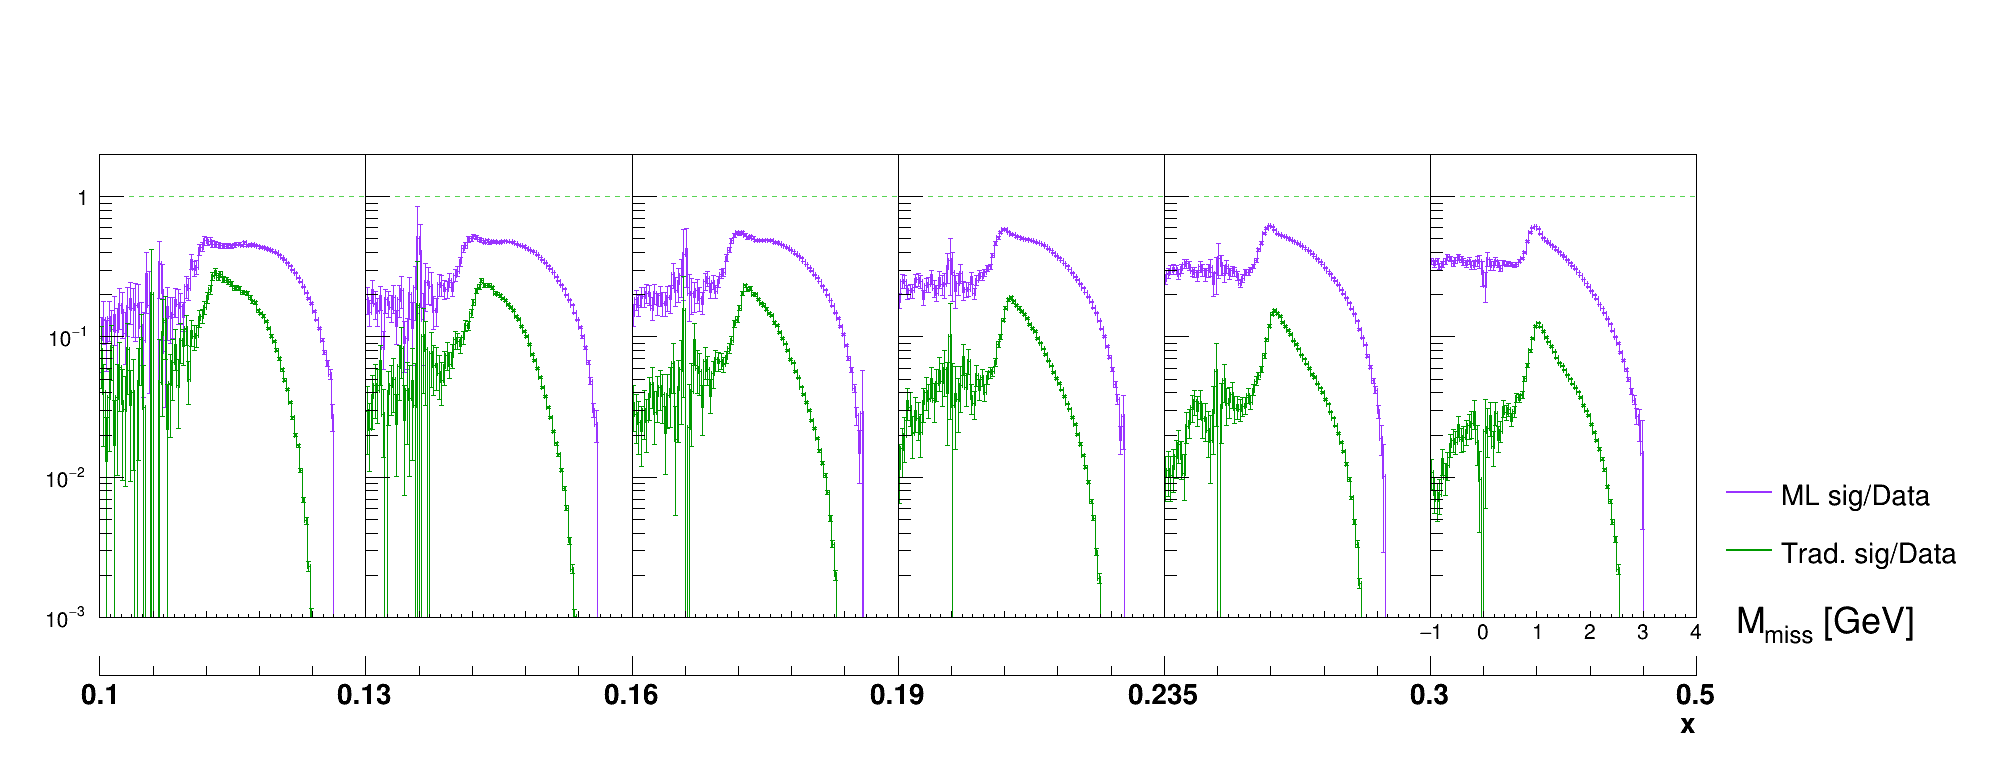 1
10⁻¹
10⁻²
10⁻³
ML sig/Data
Trad. sig/Data
M_miss [GeV]
−1 0 1 2 3 4
0.1 0.13 0.16 0.19 0.235 0.3 0.5
x